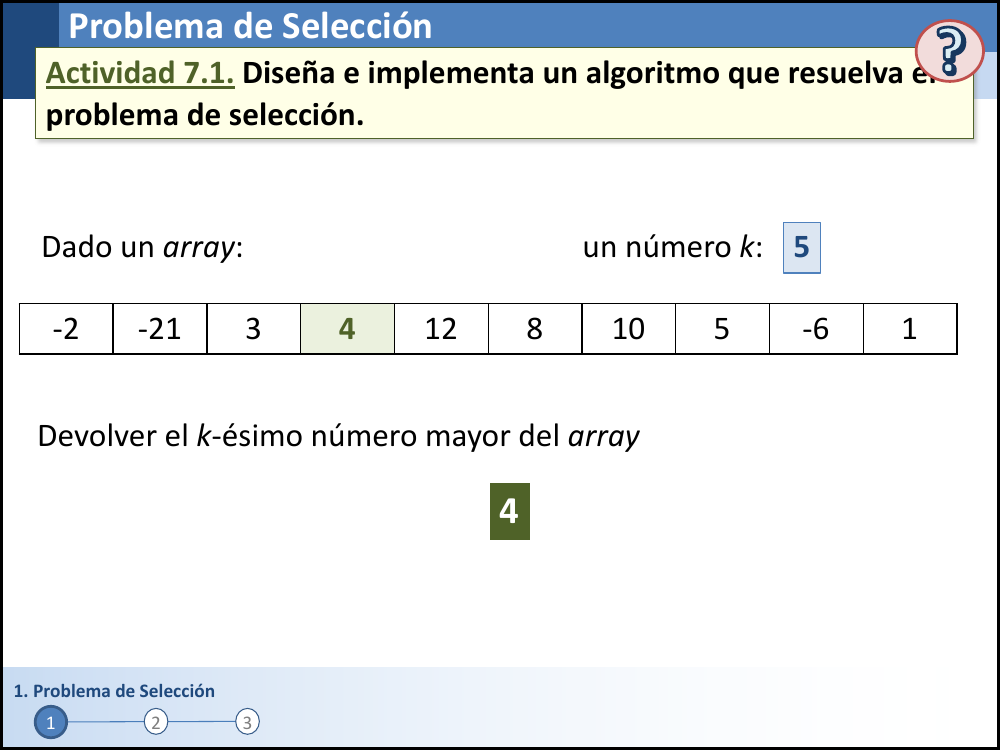 Problema de Selección
Actividad 7.1. Diseña e implementa un algoritmo que resuelva el
problema de selección.
?
Dado un array:
un número k: 5
-2 -21 3 4 12 8 10 5 -6 1
Devolver el k-ésimo número mayor del array
4
1. Problema de Selección
1 2 3